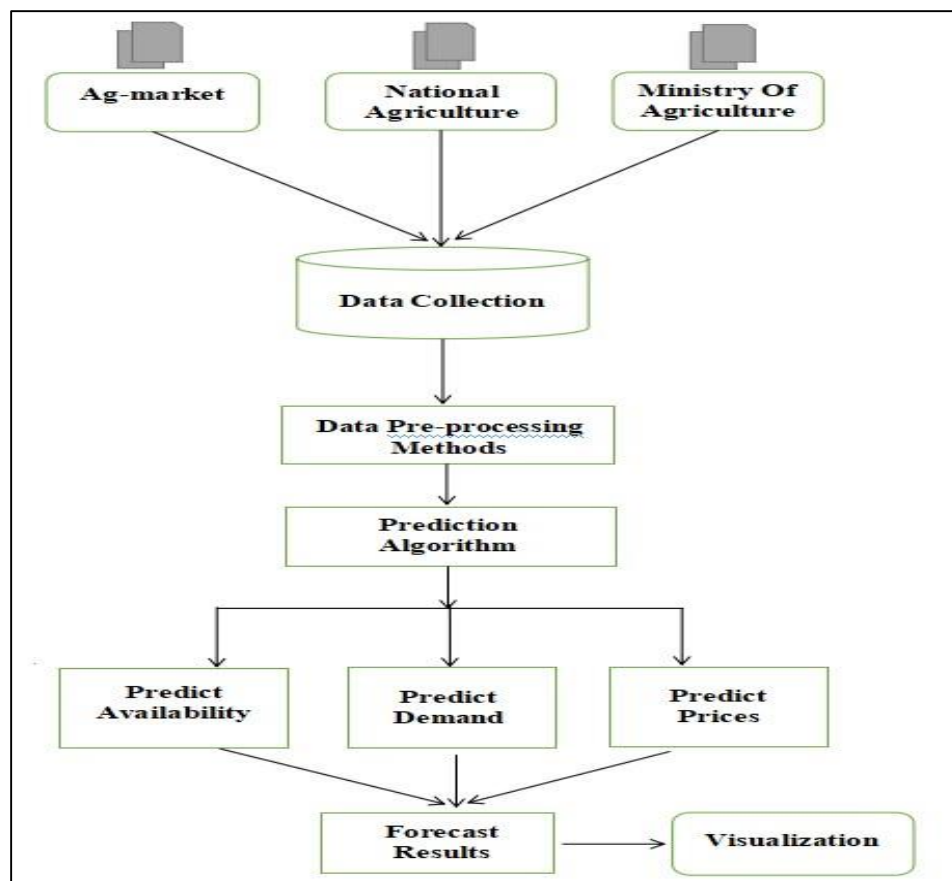 Ag-market
National
Agriculture
Ministry Of
Agriculture
Data Collection
Data Pre-processing
Methods
Prediction
Algorithm
Predict
Availability
Predict
Demand
Predict
Prices
Forecast
Results
Visualization